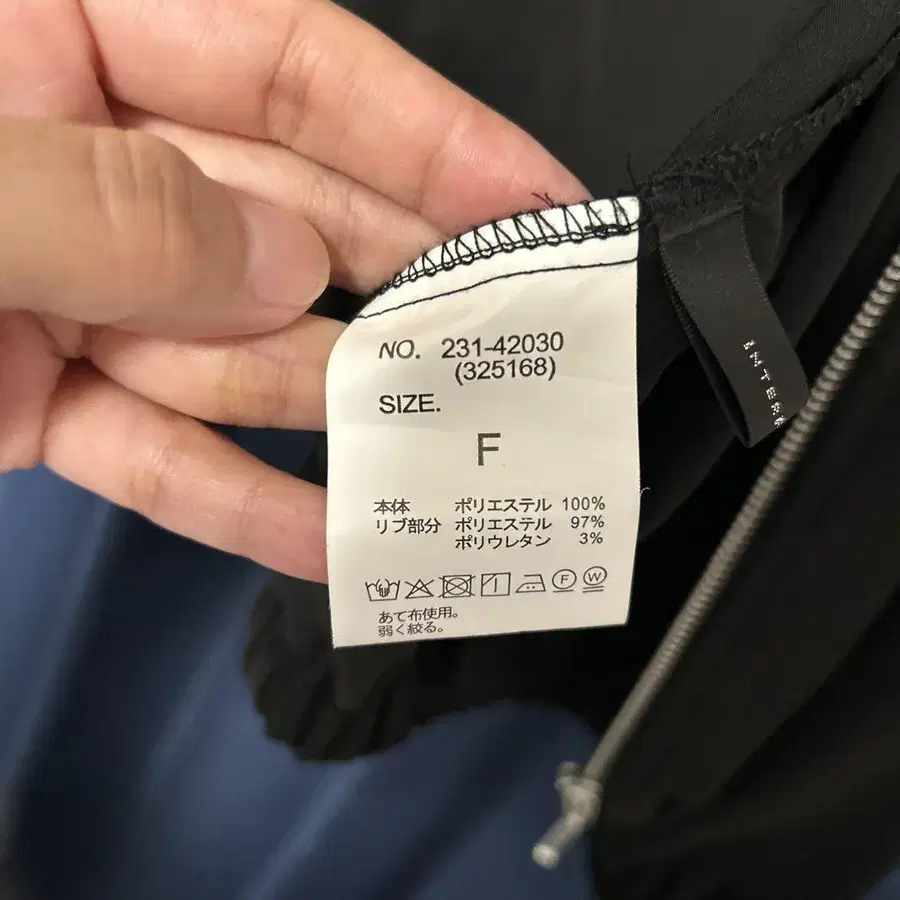 NO. 231-42030
(325168)
SIZE.
F
本体 ポリエステル 100%
リブ部分 ポリエステル 97%
ポリウレタン 3%
F W
あて布使用。
弱く絞る。